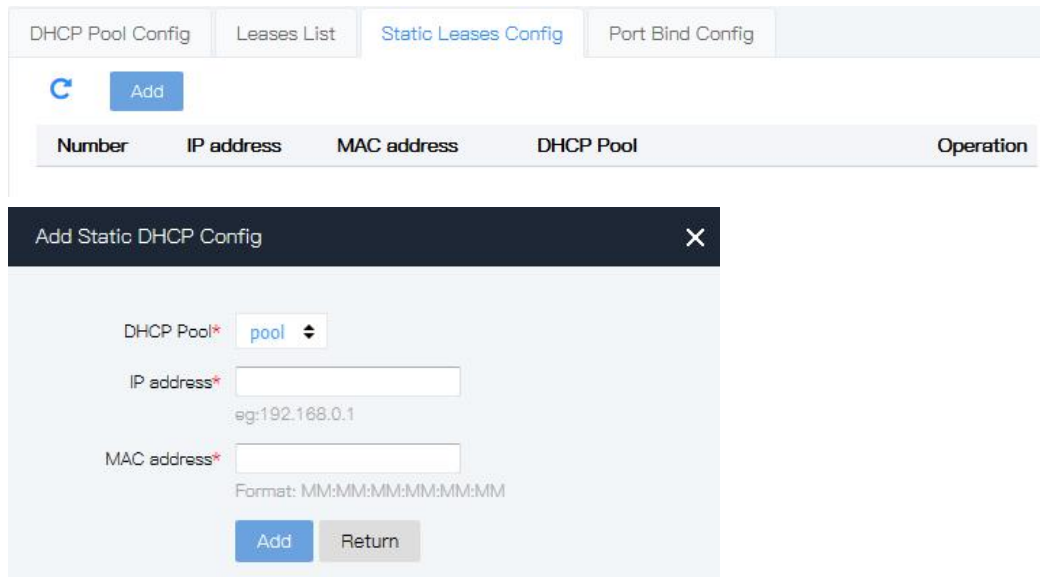 DHCP Pool Config Leases List Static Leases Config Port Bind Config
Add
Number IP address MAC address DHCP Pool Operation
Add Static DHCP Config
DHCP Pool* pool
IP address*
eg:192.168.0.1
MAC address*
Format: MM:MM:MM:MM:MM:MM
Add Return